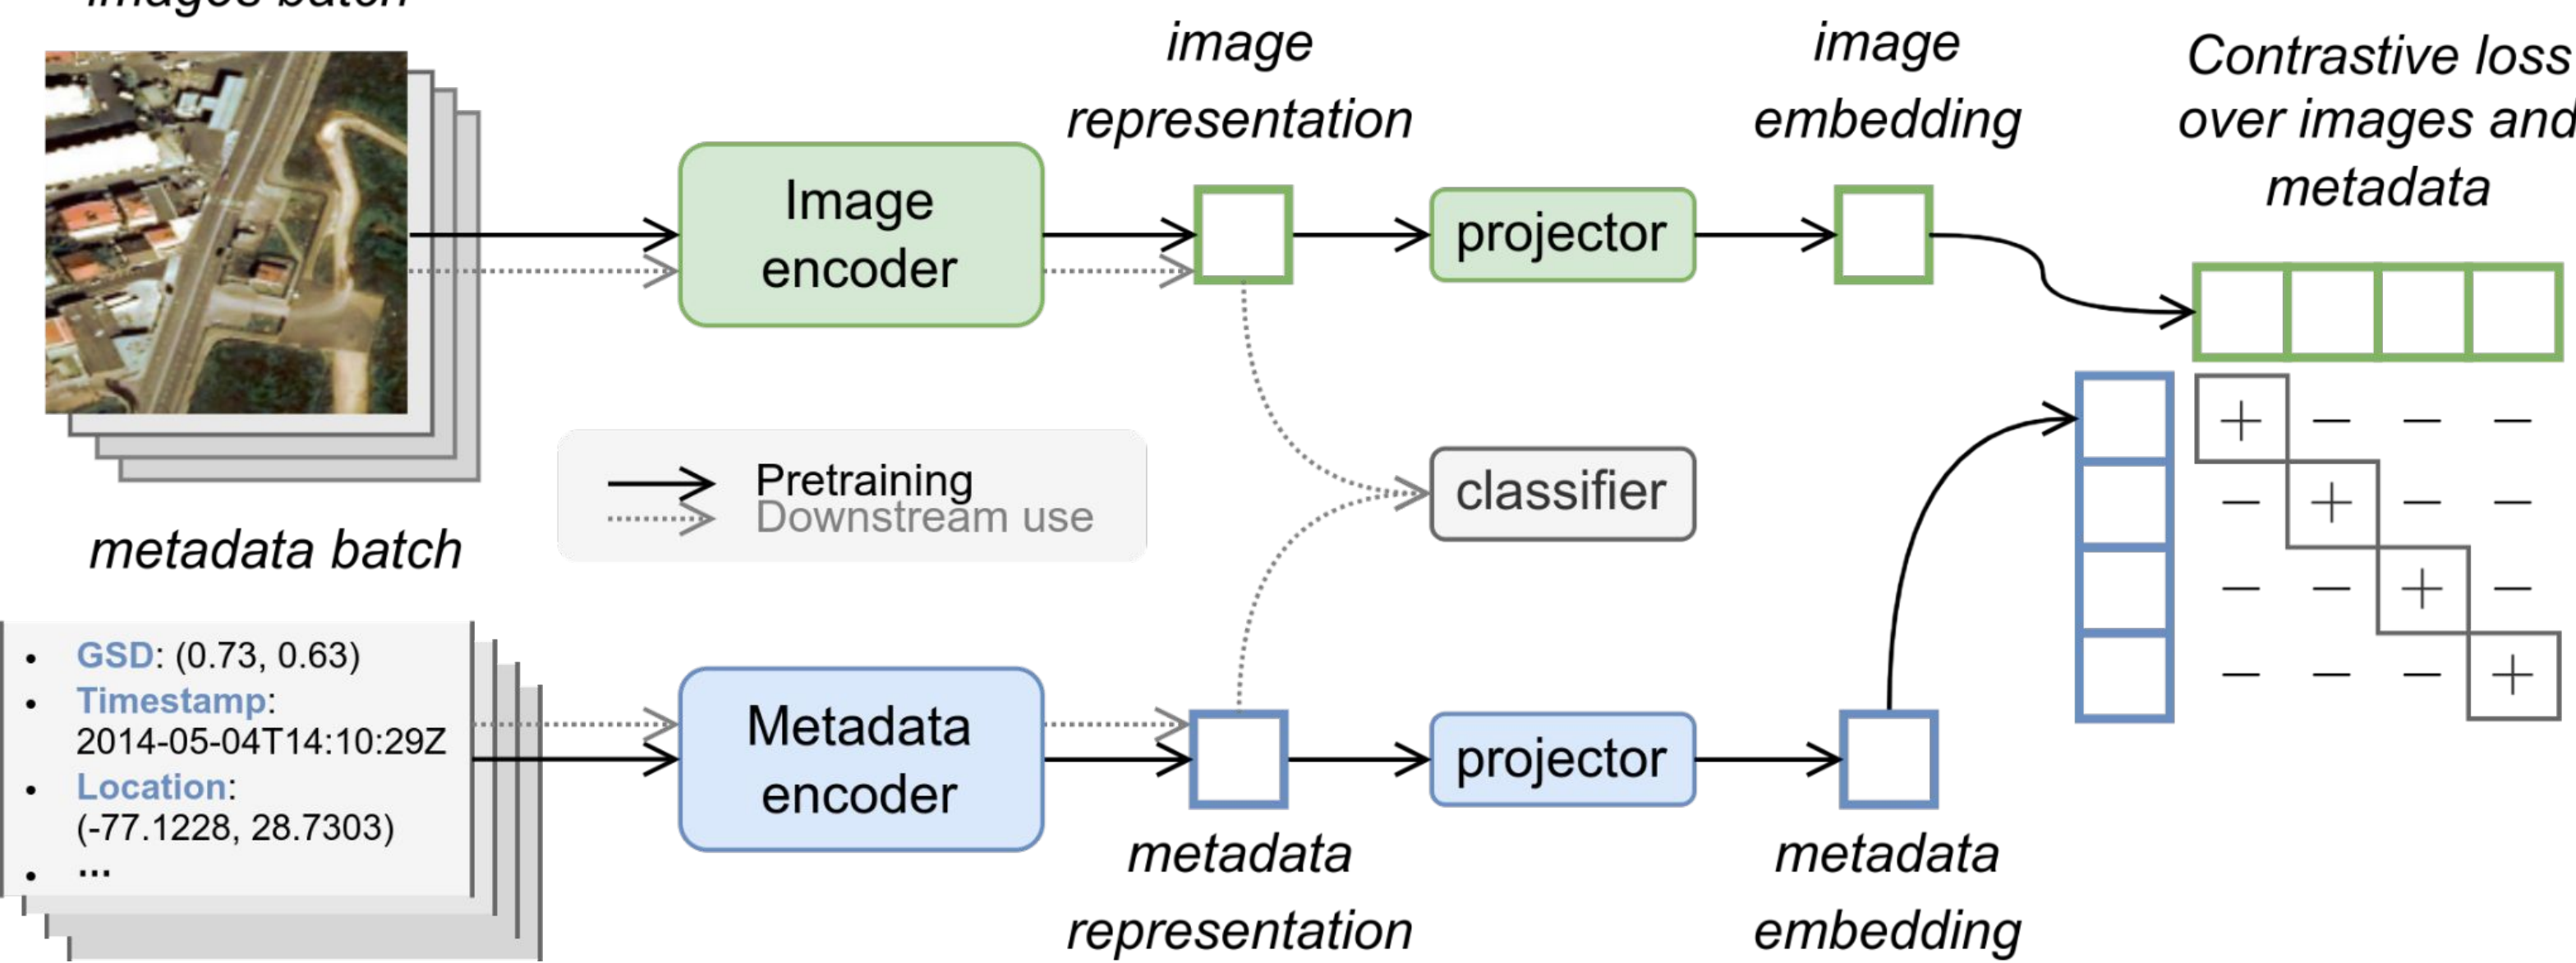 images batch
image
representation
image
embedding
Contrastive loss
over images and
metadata
Image
encoder
projector
Pretraining
Downstream use
classifier
metadata batch
• GSD: (0.73, 0.63)
• Timestamp:
2014-05-04T14:10:29Z
• Location:
(-77.1228, 28.7303)
• ...
Metadata
encoder
projector
metadata
representation
metadata
embedding
+ − − −
− + − −
− − + −
− − − +